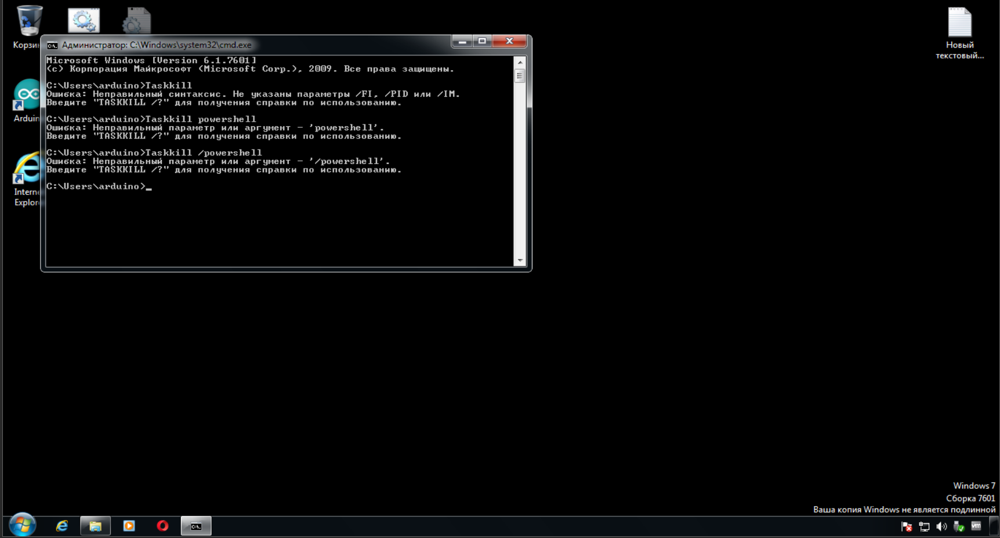 Корзи
Администратор: C:\Windows\system32\cmd.exe
Microsoft Windows [Version 6.1.7601]
(c) Корпорация Майкрософт (Microsoft Corp.), 2009. Все права защищены.
C:\Users\arduino>Taskkill
Ошибка: Неправильный синтаксис. Не указаны параметры /FI, /PID или /IM.
Введите "TASKKILL /?" для получения справки по использованию.
C:\Users\arduino>Taskkill powershell
Ошибка: Неправильный параметр или аргумент - 'powershell'.
Введите "TASKKILL /?" для получения справки по использованию.
C:\Users\arduino>Taskkill /powershell
Ошибка: Неправильный параметр или аргумент - '/powershell'.
Введите "TASKKILL /?" для получения справки по использованию.
C:\Users\arduino>_
Arduin
Intern
Explor
Новый
текстовый...
Windows 7
Сборка 7601
Ваша копия Windows не является подлинной